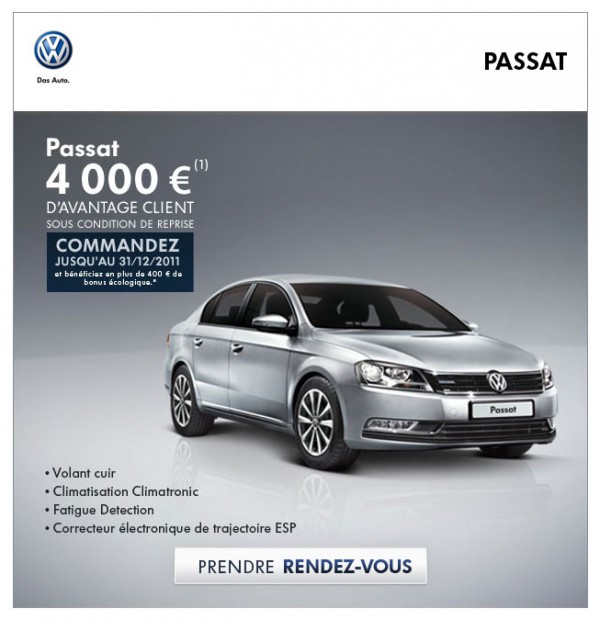 Das Auto.
PASSAT
Passat
4 000 € (1)
D'AVANTAGE CLIENT
SOUS CONDITION DE REPRISE
COMMANDEZ
JUSQU'AU 31/12/2011
et bénéficiez en plus de 400 € de
bonus écologique.*
Passat
• Volant cuir
• Climatisation Climatronic
• Fatigue Detection
• Correcteur électronique de trajectoire ESP
PRENDRE RENDEZ-VOUS